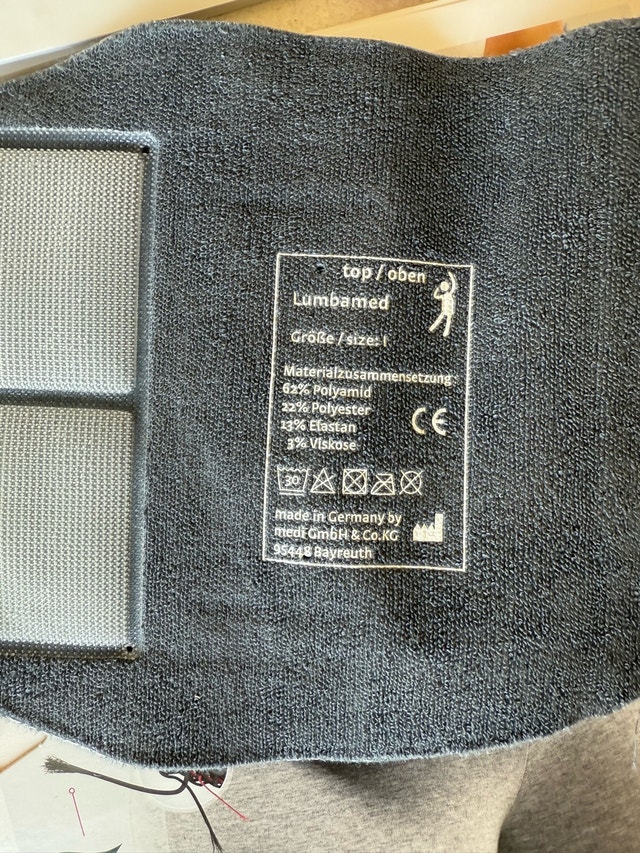 top / oben
Lumbamed
Größe / size: I
Materialzusammensetzung:
62% Polyamid
22% Polyester
13% Elastan
3% Viskose
CE
30
made in Germany by
medi GmbH & Co.KG
95448 Bayreuth